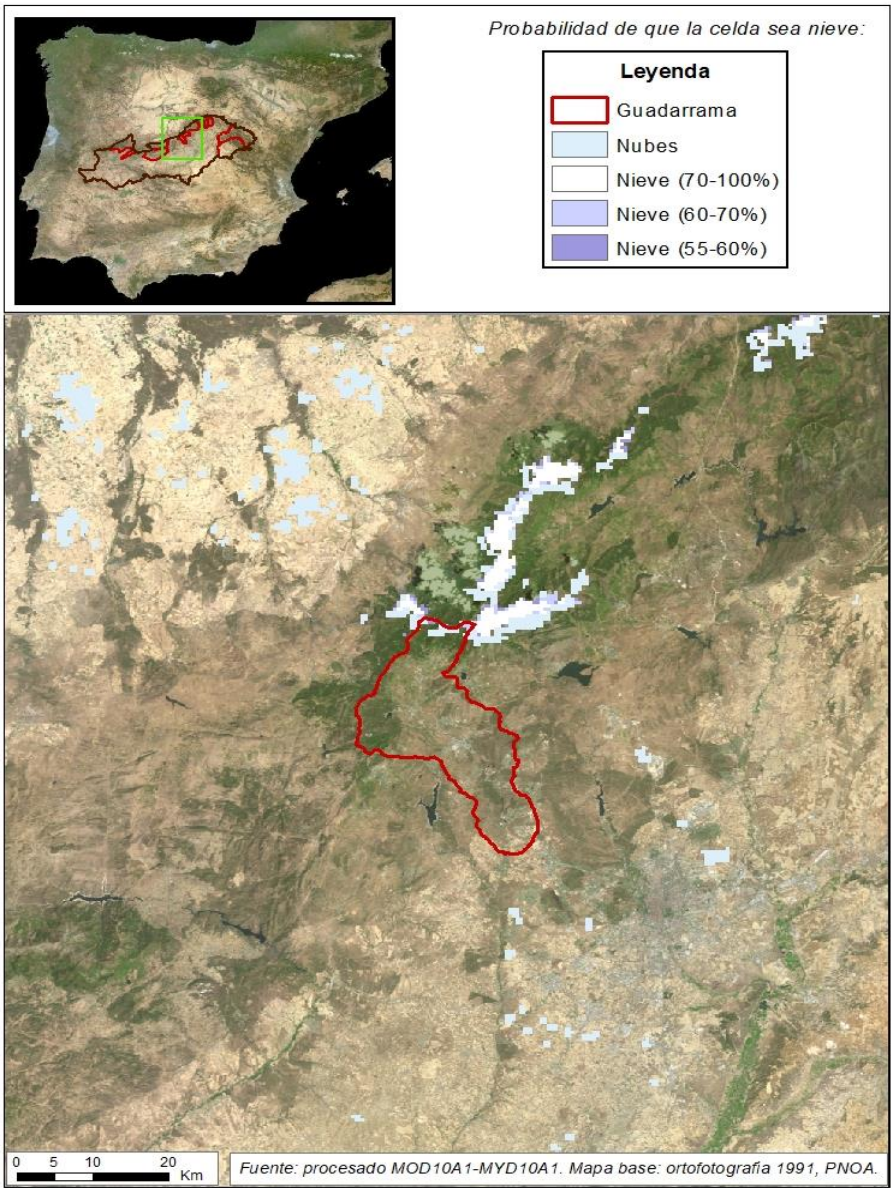 Probabilidad de que la celda sea nieve:
Leyenda
Guadarrama
Nubes
Nieve (70-100%)
Nieve (60-70%)
Nieve (55-60%)
0 5 10 20
Km
Fuente: procesado MOD10A1-MYD10A1. Mapa base: ortofotografía 1991, PNOA.